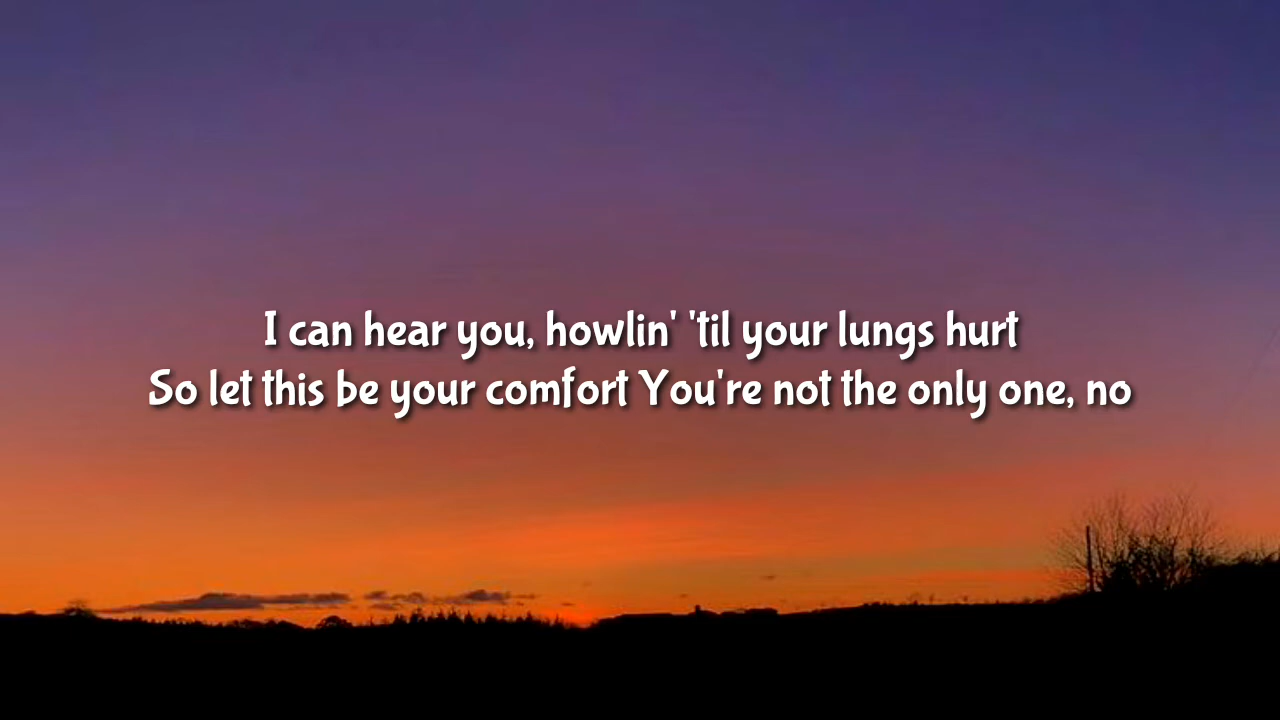 I can hear you, howlin' 'til your lungs hurt
So let this be your comfort You're not the only one, no